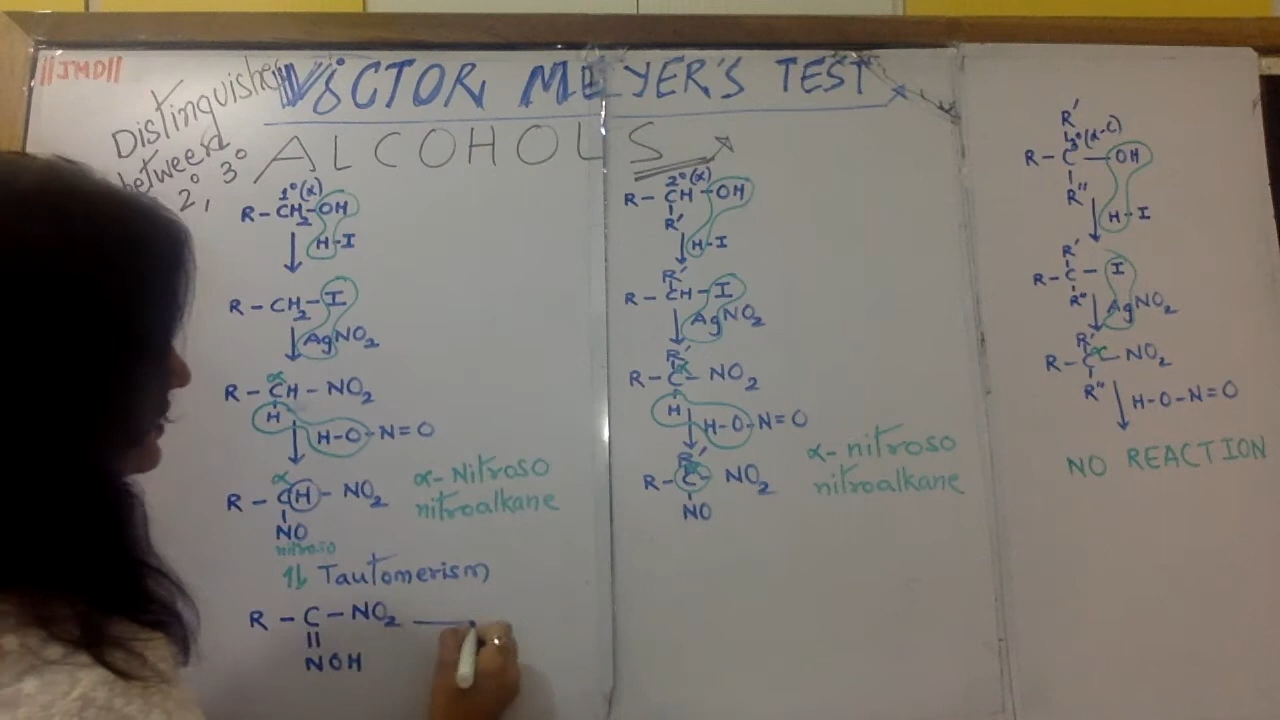 ||JMD||
Distinquishes
between
2°, 3°
VICTOR MEYER'S TEST
ALCOHOLS
1°(α)
R – CH2 – OH
H – I
R – CH2 – I
AgNO2
α
R – CH – NO2
H
H – O – N = O
α
R – CH – NO2
NO
nitroso
α-Nitroso
nitroalkane
⇅ Tautomerism
R – C – NO2
||
NOH
2°(α)
R – CH – OH
R'
H – I
R'
R – CH – I
AgNO2
R'
α
R – C – NO2
H
H – O – N = O
R'
α
R – C – NO2
NO
α-nitroso
nitroalkane
R'
3°(α-C)
R – C – OH
R''
H – I
R'
R – C – I
R''
AgNO2
R'
α
R – C – NO2
R''
H – O – N = O
NO REACTION